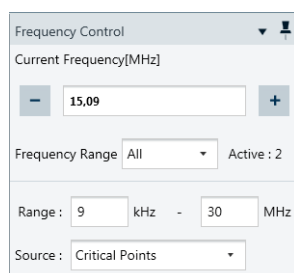 Frequency Control
Current Frequency[MHz]
− 15,09 +
Frequency Range All Active : 2
Range : 9 kHz - 30 MHz
Source : Critical Points